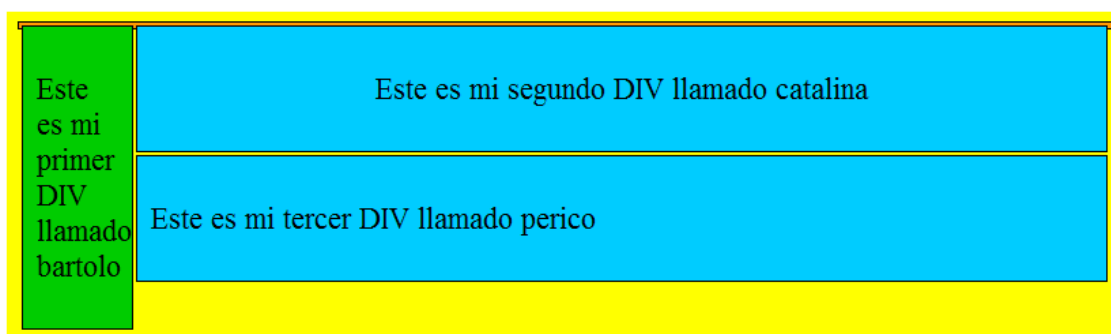 Este
es mi
primer
DIV
llamado
bartolo
Este es mi segundo DIV llamado catalina
Este es mi tercer DIV llamado perico